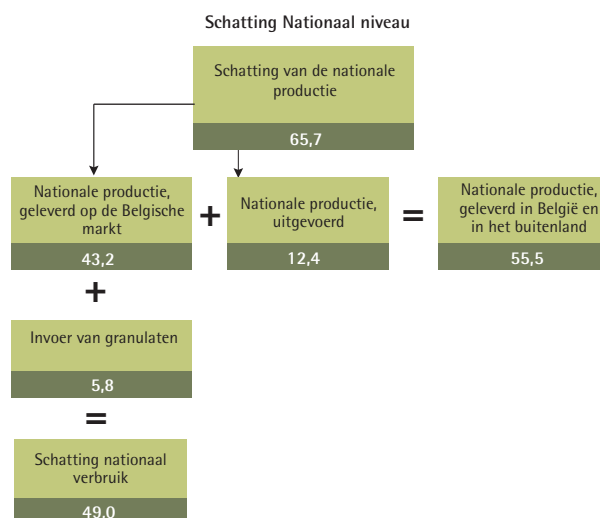 Schatting Nationaal niveau
Schatting van de nationale
productie
65,7
Nationale productie,
geleverd op de Belgische
markt
43,2
+
Nationale productie,
uitgevoerd
12,4
=
Nationale productie,
geleverd in België en
in het buitenland
55,5
+
Invoer van granulaten
5,8
=
Schatting nationaal
verbruik
49,0